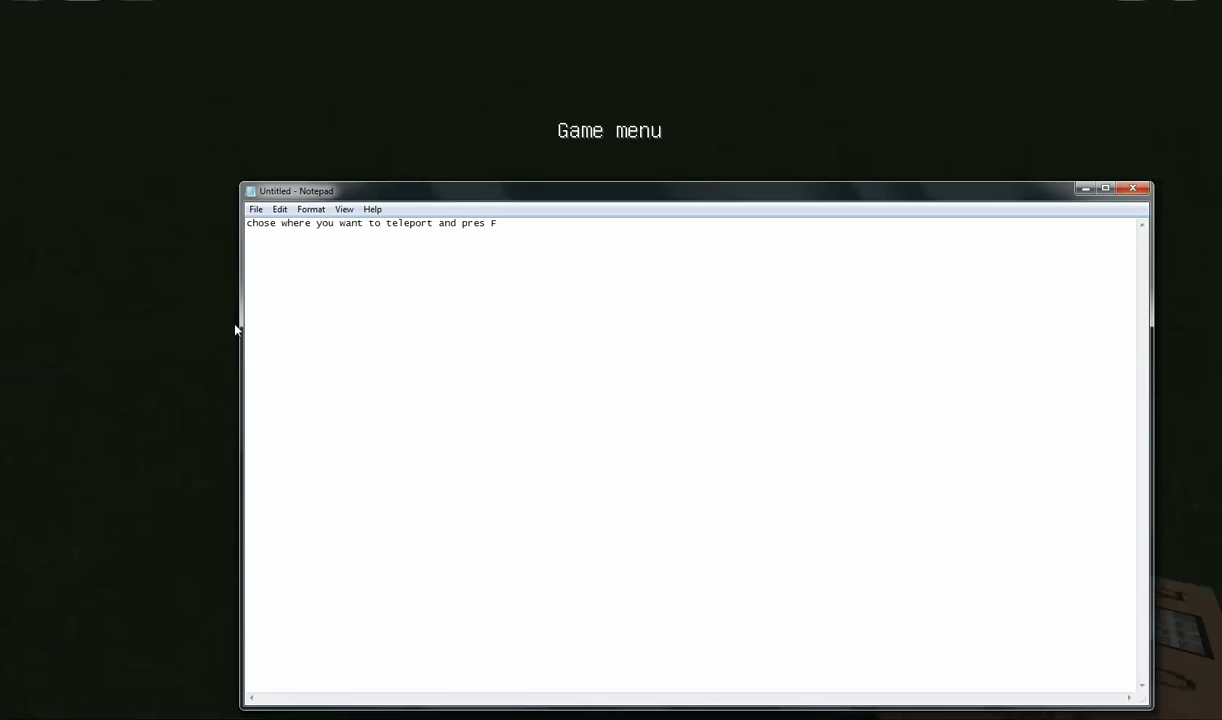 Game menu
Untitled - Notepad
File Edit Format View Help
chose where you want to teleport and pres F